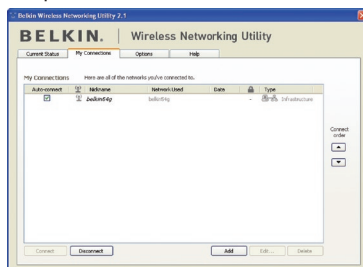 Belkin Wireless Networking Utility 2.1
BELKIN. | Wireless Networking Utility
Current Status My Connections Options Help
My Connections Here are all of the networks you've connected to.
Auto-connect Nickname Network Used Date Type
belkin54g belkin54g - Infrastructure
Connect order
Connect Disconnect Add Edit... Delete